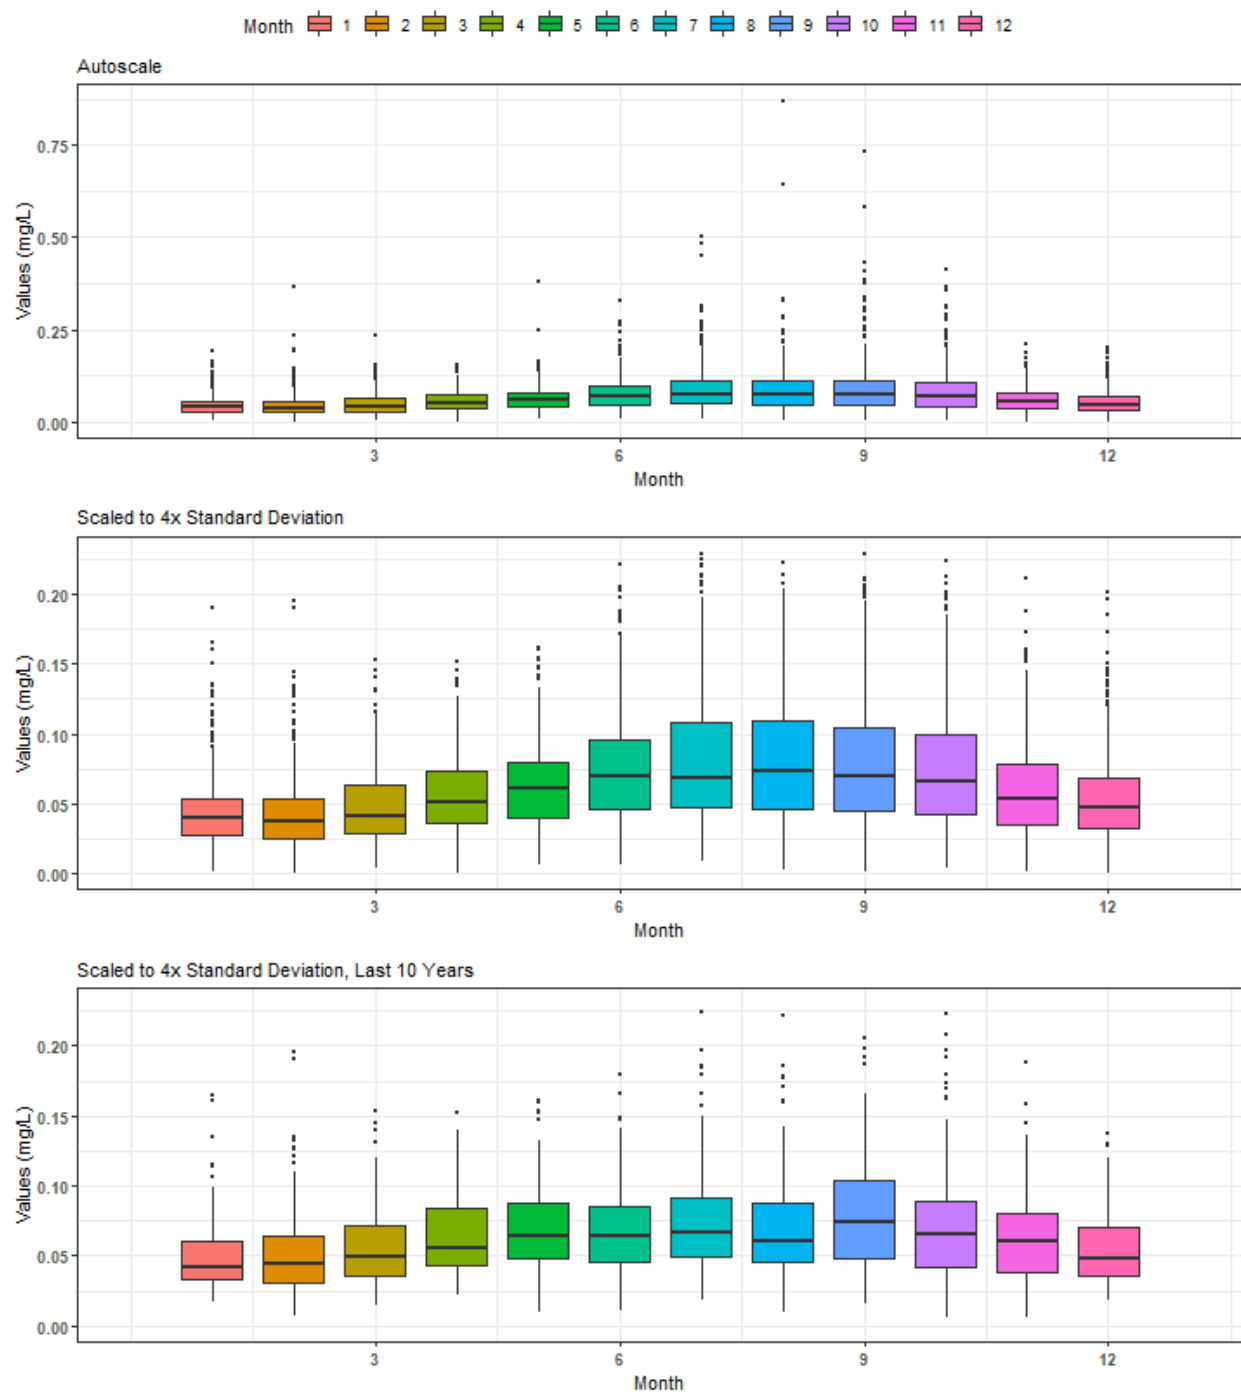 Month 1 2 3 4 5 6 7 8 9 10 11 12
Autoscale
Values (mg/L)
0.75
0.50
0.25
0.00
3 6 9 12
Month
Scaled to 4x Standard Deviation
Values (mg/L)
0.20
0.15
0.10
0.05
0.00
3 6 9 12
Month
Scaled to 4x Standard Deviation, Last 10 Years
Values (mg/L)
0.20
0.15
0.10
0.05
0.00
3 6 9 12
Month